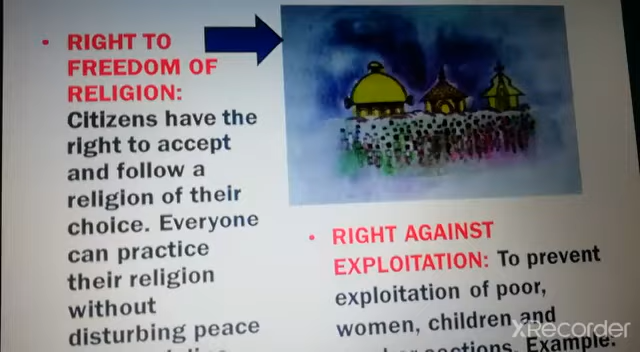 RIGHT TO
FREEDOM OF
RELIGION:
Citizens have the
right to accept
and follow a
religion of their
choice. Everyone
can practice
their religion
without
disturbing peace
RIGHT AGAINST
EXPLOITATION: To prevent
exploitation of poor,
women, children and
sections. Example:
XRecorder